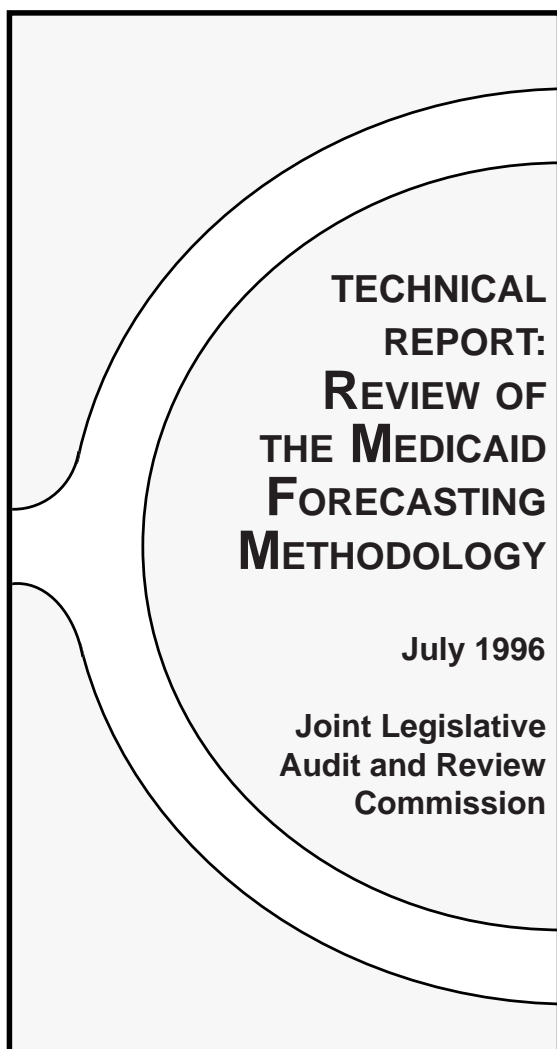 TECHNICAL
REPORT:
REVIEW OF
THE MEDICAID
FORECASTING
METHODOLOGY
July 1996
Joint Legislative
Audit and Review
Commission